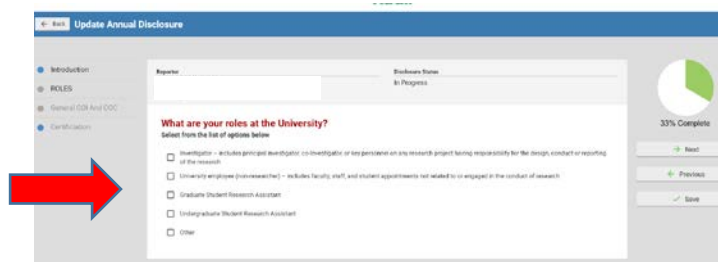 ← Back Update Annual Disclosure
Introduction
ROLES
General COI And COC
Certification
Reporter
Disclosure Status
In Progress
What are your roles at the University?
Select from the list of options below
Investigator – includes principal investigator, co-investigator, or key personnel on any research project having responsibility for the design, conduct or reporting
of the research
University employee (non-researcher) – includes faculty, staff, and student appointments not related to or engaged in the conduct of research
Graduate Student Research Assistant
Undergraduate Student Research Assistant
Other
33% Complete
→ Next
← Previous
✓ Save